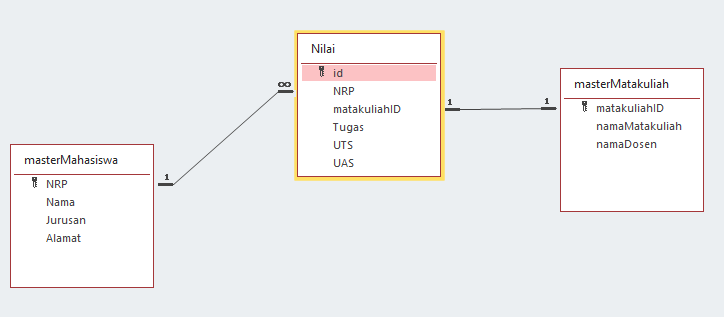 masterMahasiswa
NRP
Nama
Jurusan
Alamat
1
∞
Nilai
id
NRP
matakuliahID
Tugas
UTS
UAS
1
1
masterMatakuliah
matakuliahID
namaMatakuliah
namaDosen